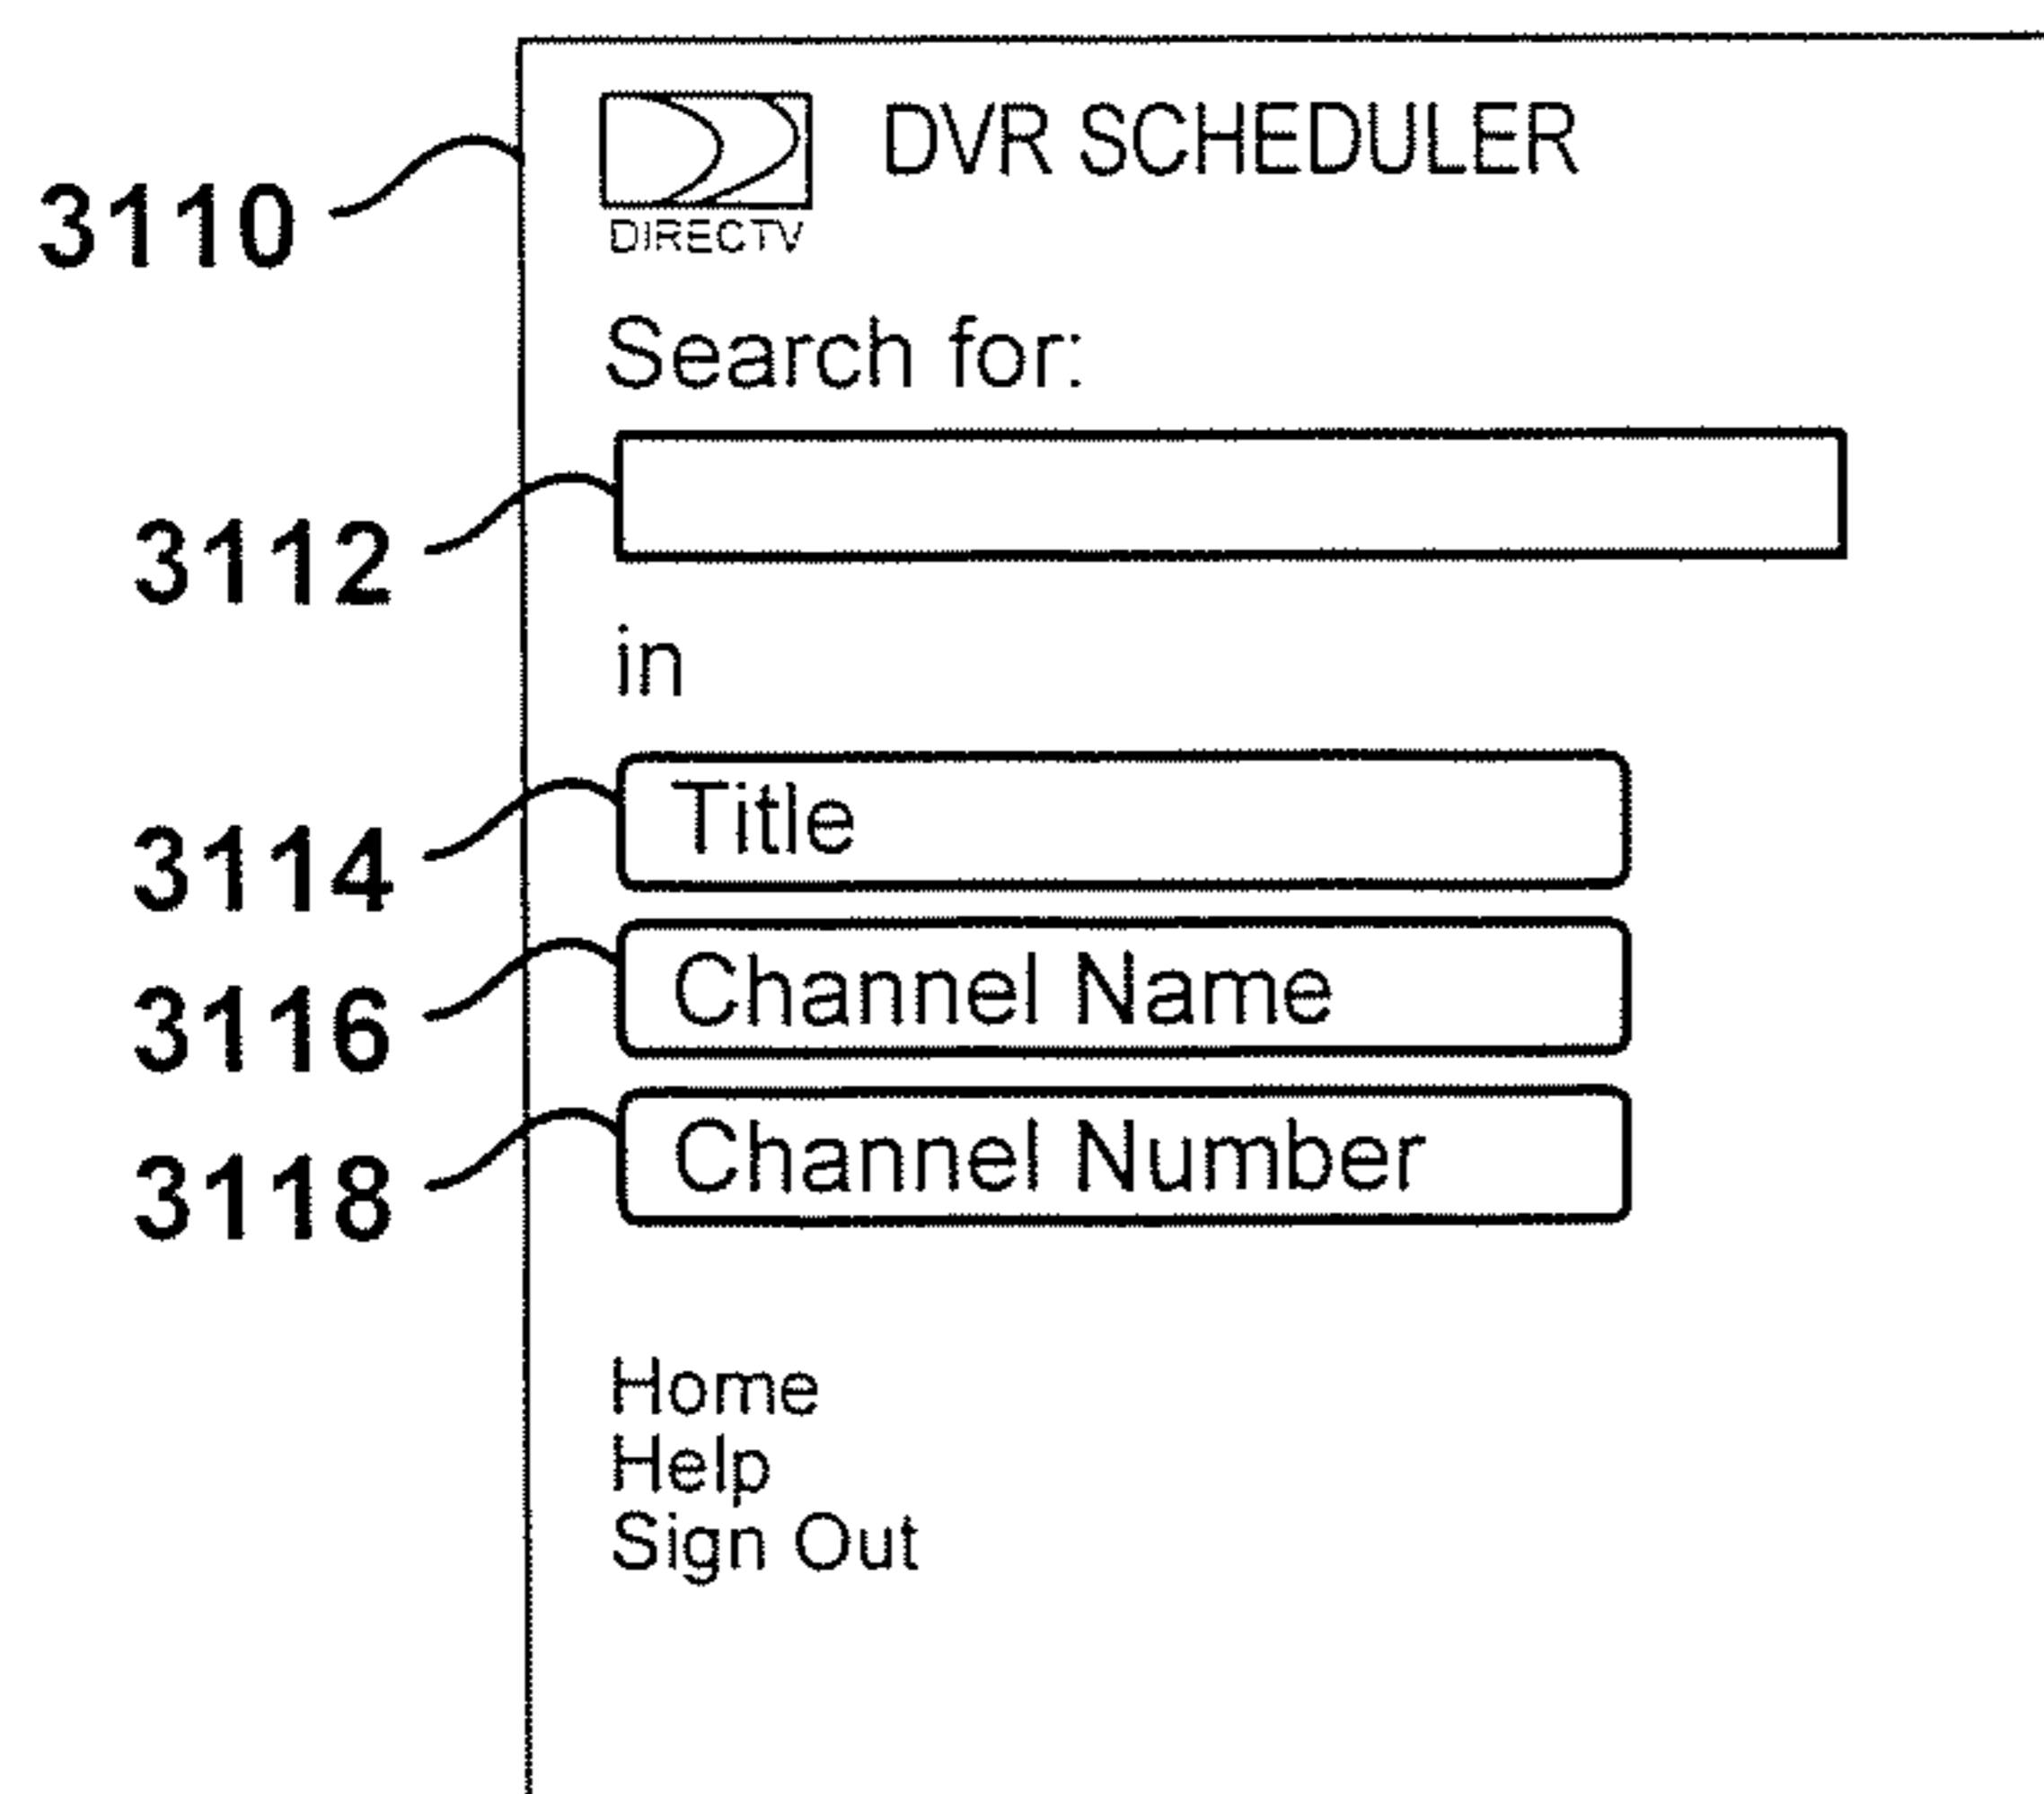 DVR SCHEDULER
3110
DIRECTV
Search for:
3112
in
3114 Title
3116 Channel Name
3118 Channel Number
Home
Help
Sign Out